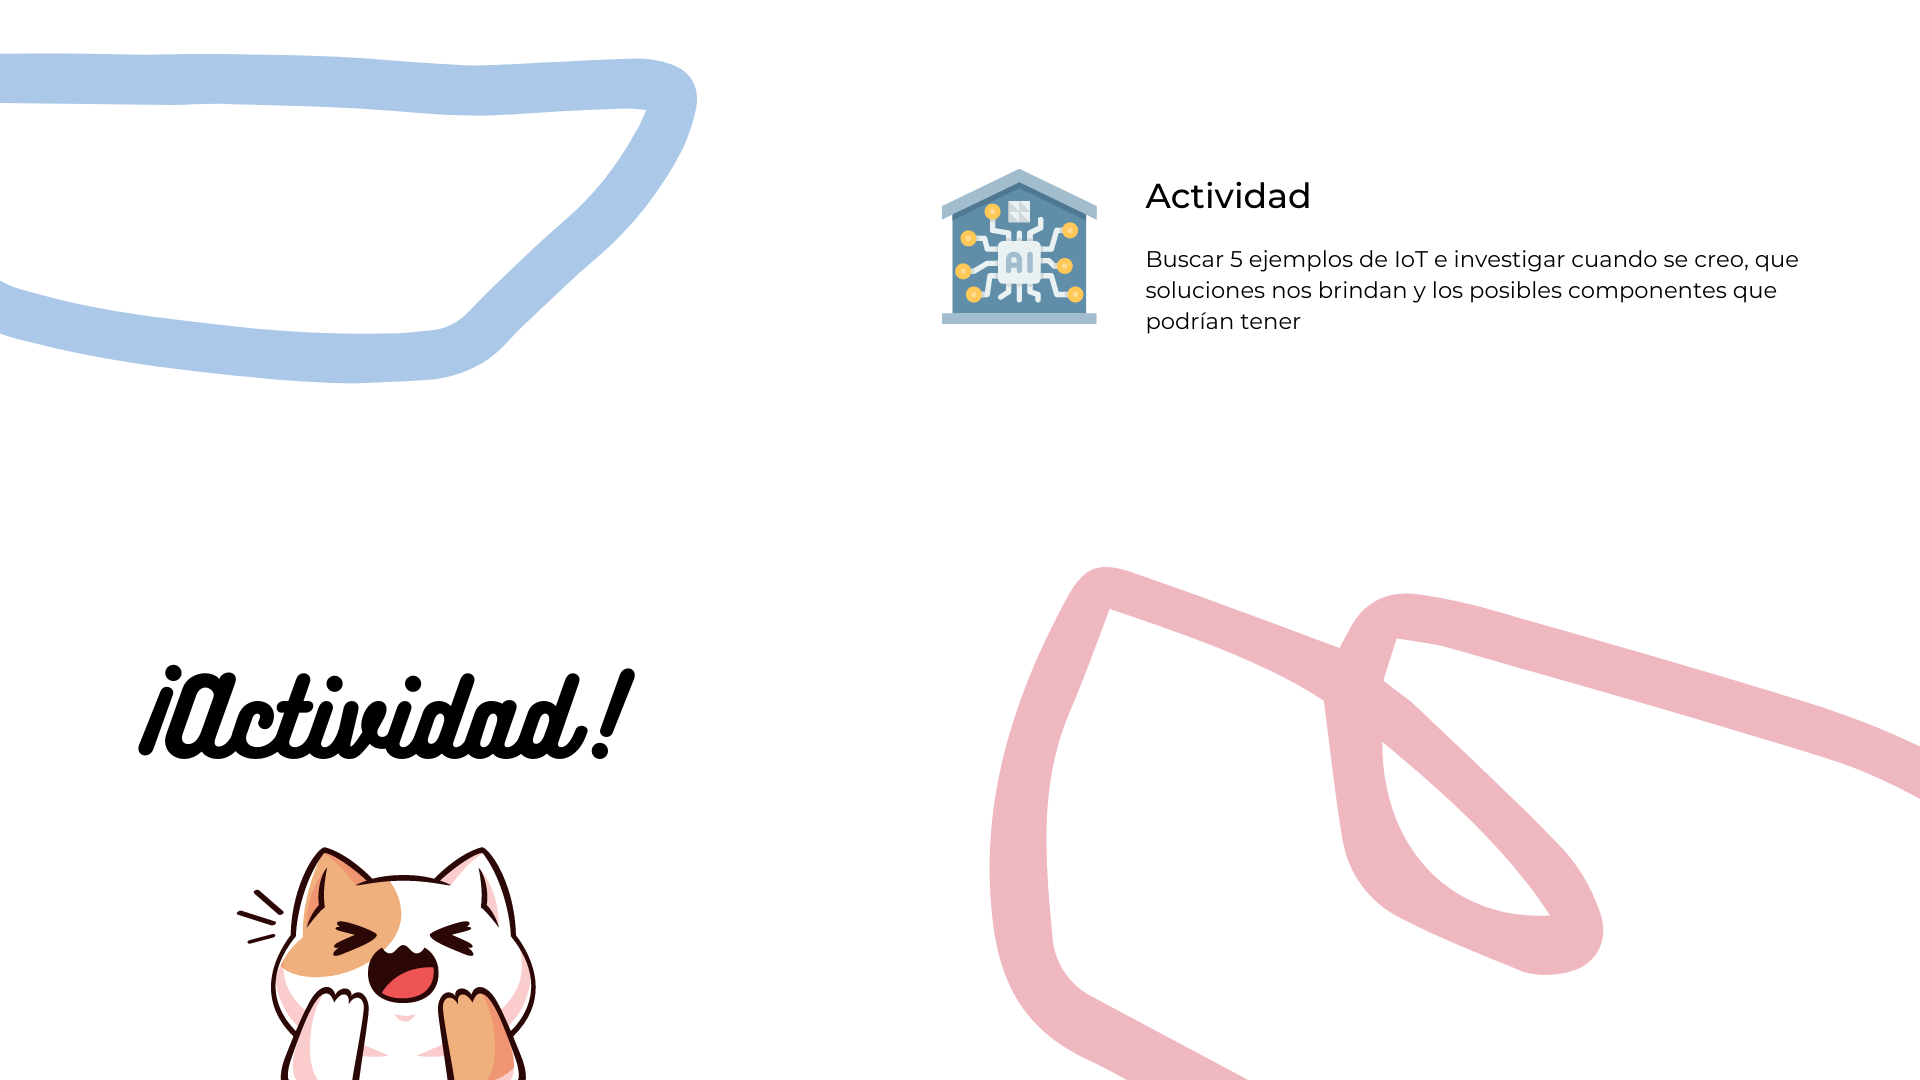 AI
Actividad
Buscar 5 ejemplos de IoT e investigar cuando se creo, que
soluciones nos brindan y los posibles componentes que
podrían tener
¡Actividad!